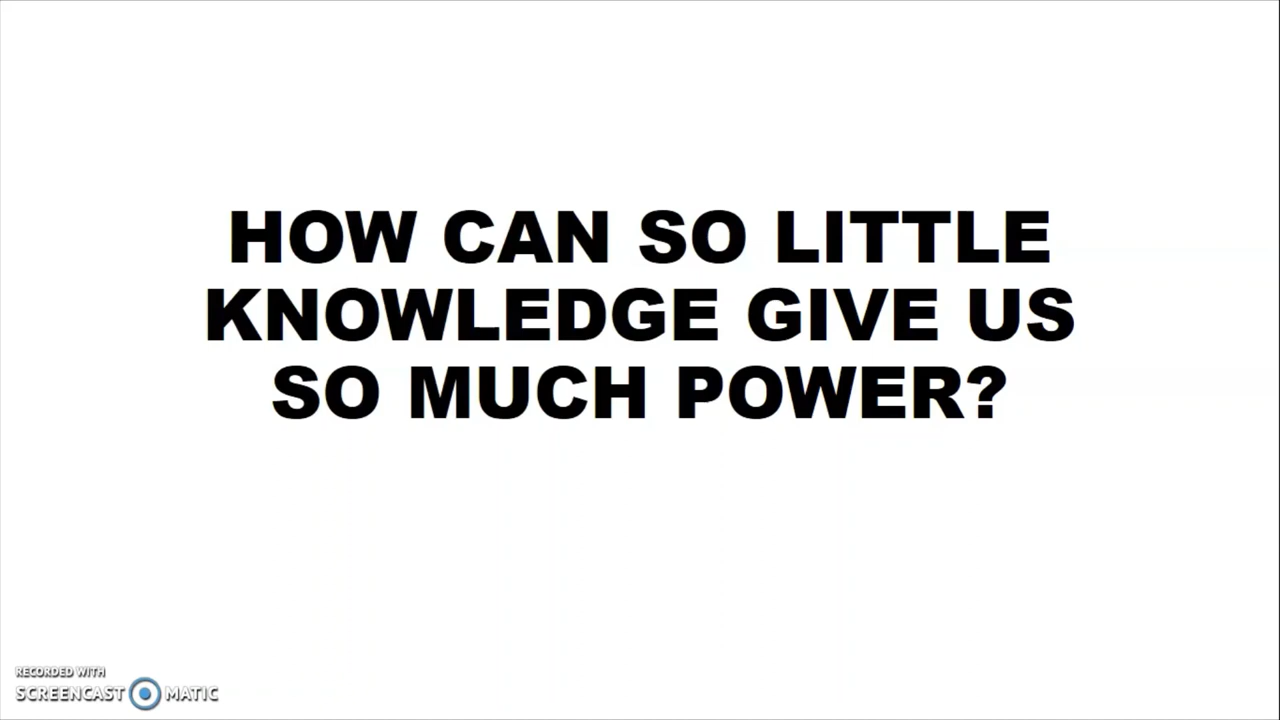 HOW CAN SO LITTLE
KNOWLEDGE GIVE US
SO MUCH POWER?
RECORDED WITH
SCREENCAST MATIC